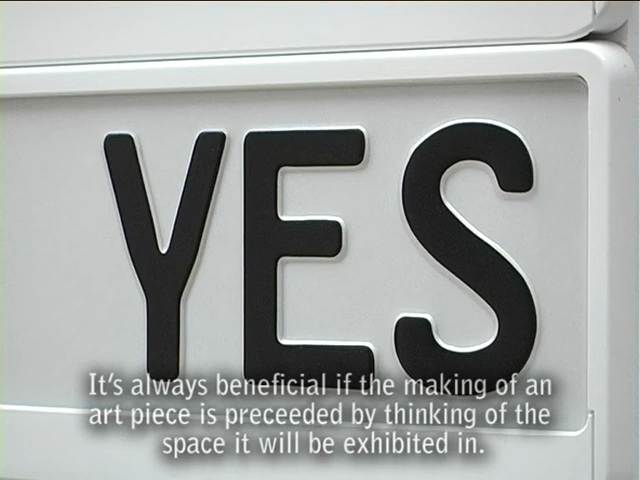 YES
It's always beneficial if the making of an
art piece is preceeded by thinking of the
space it will be exhibited in.